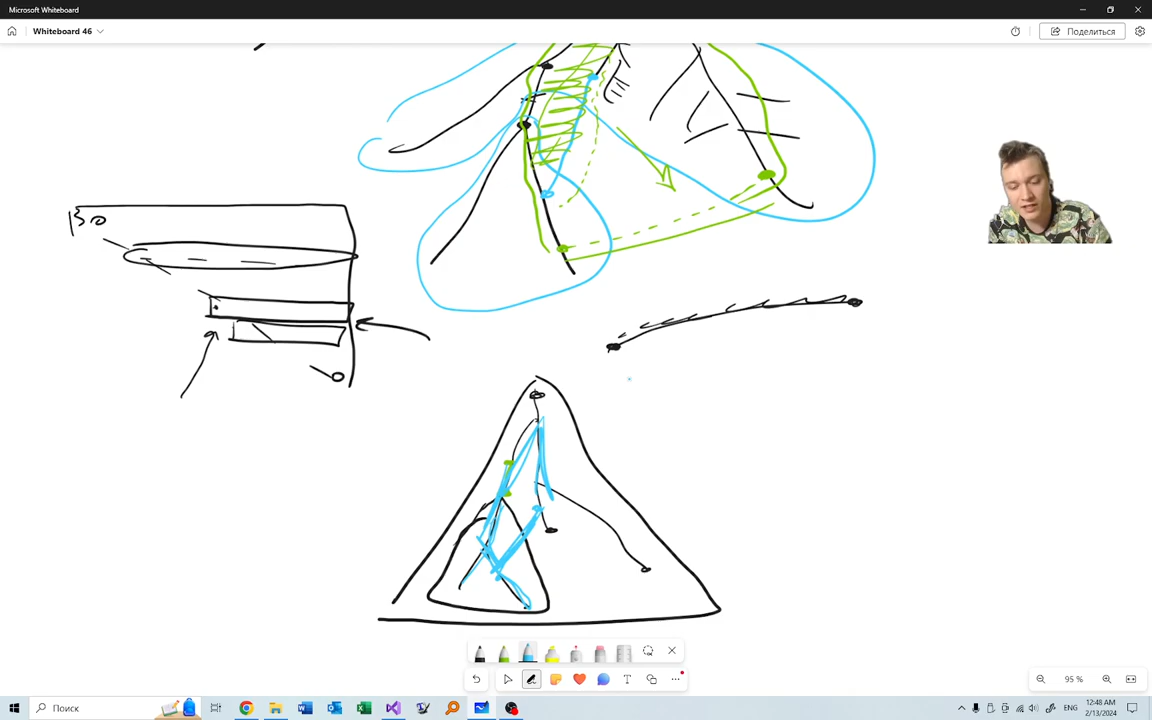 Microsoft Whiteboard
Whiteboard 46
Поделиться
95 %
Поиск
ENG
12:48 AM
2/13/2024